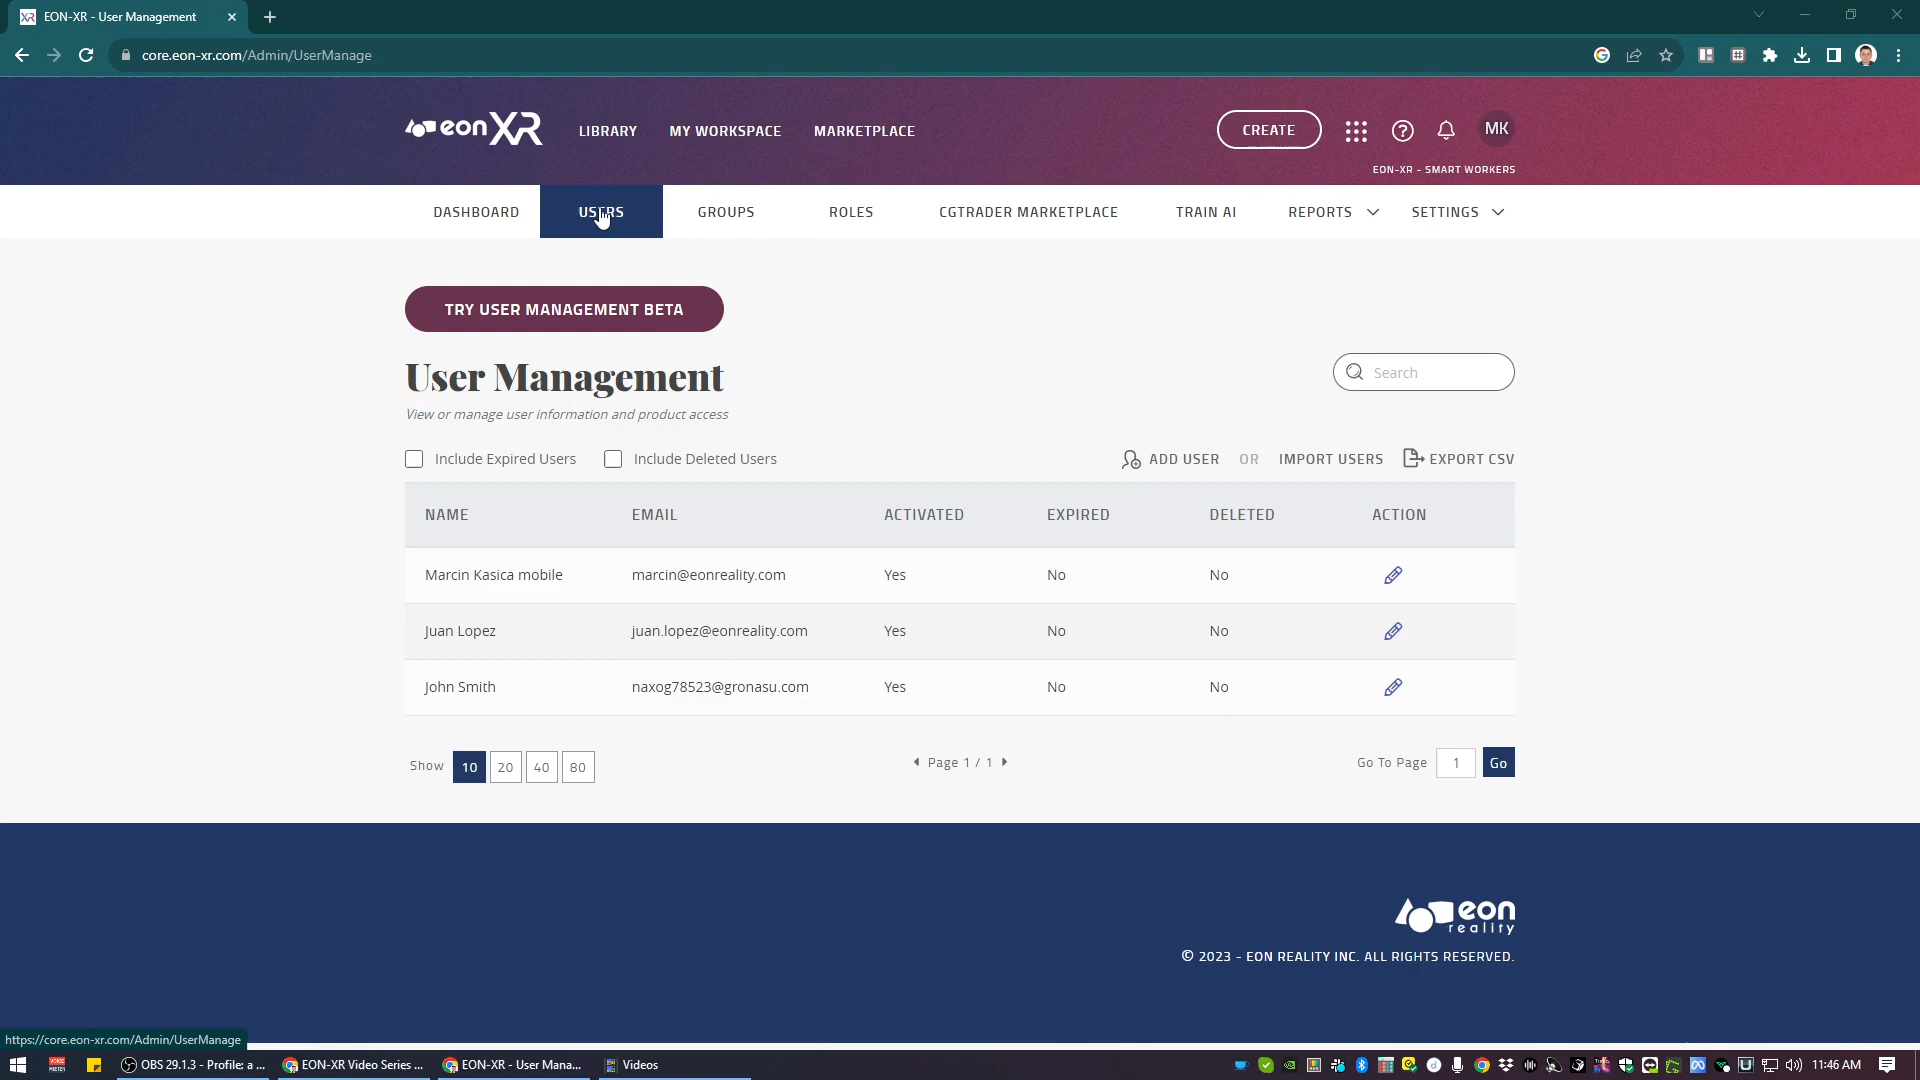 EON-XR - User Management
core.eon-xr.com/Admin/UserManage
eon XR
LIBRARY
MY WORKSPACE
MARKETPLACE
CREATE
MK
EON-XR - SMART WORKERS
DASHBOARD
USERS
GROUPS
ROLES
CGTRADER MARKETPLACE
TRAIN AI
REPORTS
SETTINGS
TRY USER MANAGEMENT BETA
User Management
View or manage user information and product access
Search
Include Expired Users
Include Deleted Users
ADD USER OR IMPORT USERS
EXPORT CSV
NAME EMAIL ACTIVATED EXPIRED DELETED ACTION
Marcin Kasica mobile marcin@eonreality.com Yes No No
Juan Lopez juan.lopez@eonreality.com Yes No No
John Smith naxog78523@gronasu.com Yes No No
Show 10 20 40 80
Page 1 / 1
Go To Page 1 Go
eon
reality
© 2023 - EON REALITY INC. ALL RIGHTS RESERVED.
https://core.eon-xr.com/Admin/UserManage
OBS 29.1.3 - Profile: a ...
EON-XR Video Series ...
EON-XR - User Mana...
Videos
11:46 AM